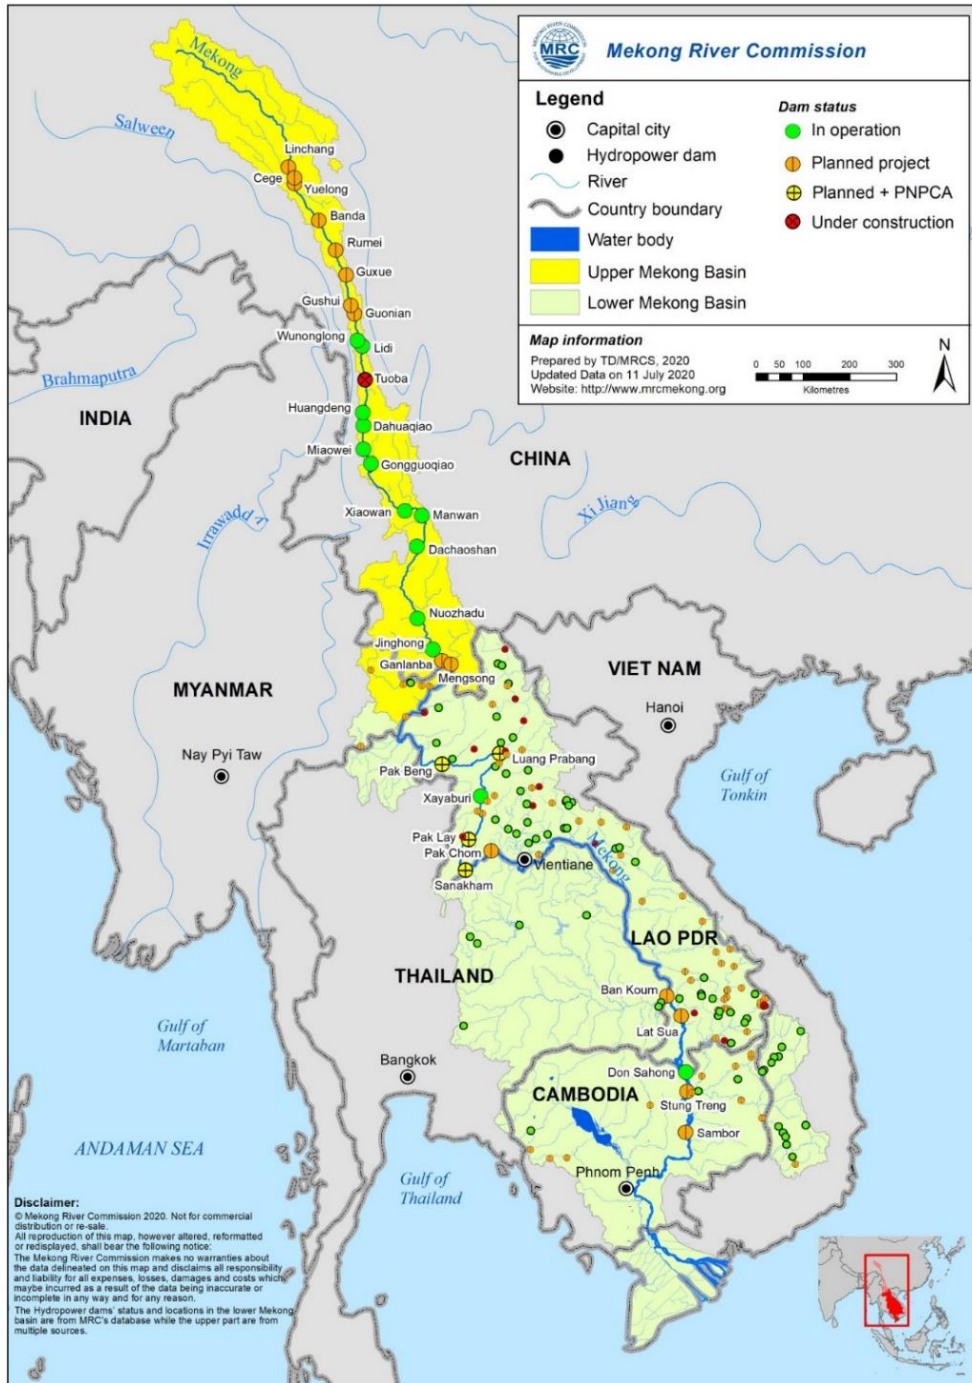 MEKONG RIVER COMMISSION
FOR SUSTAINABLE DEVELOPMENT
MRC
Mekong River Commission
Legend
Capital city
Hydropower dam
River
Country boundary
Water body
Upper Mekong Basin
Lower Mekong Basin
Dam status
In operation
Planned project
Planned + PNPCA
Under construction
Map information
Prepared by TD/MRCS, 2020
Updated Data on 11 July 2020
Website: http://www.mrcmekong.org
0 50 100 200 300
Kilometres
N
Mekong
Salween
Linchang
Cege
Yuelong
Banda
Rumei
Guxue
Gushui
Guonian
Wunonglong
Lidi
Brahmaputra
Tuoba
INDIA
Huangdeng
Dahuaqiao
Miaowei
Gongguoqiao
CHINA
Xi Jiang
Irrawaddy
Xiaowan
Manwan
Dachaoshan
Nuozhadu
Jinghong
Ganlanba
Mengsong
MYANMAR
VIET NAM
Hanoi
Nay Pyi Taw
Pak Beng
Luang Prabang
Gulf of
Tonkin
Xayaburi
Pak Lay
Pak Chom
Mekong
Vientiane
Sanakham
LAO PDR
THAILAND
Ban Koum
Lat Sua
Gulf of
Martaban
Bangkok
Don Sahong
CAMBODIA
Stung Treng
Sambor
ANDAMAN SEA
Gulf of
Thailand
Phnom Penh
Disclaimer:
© Mekong River Commission 2020. Not for commercial
distribution or re-sale.
All reproduction of this map, however altered, reformatted
or redisplayed, shall bear the following notice:
The Mekong River Commission makes no warranties about
the data delineated on this map and disclaims all responsibility
and liability for all expenses, losses, damages and costs which
maybe incurred as a result of the data being inaccurate or
incomplete in any way and for any reason.
The Hydropower dams' status and locations in the lower Mekong
basin are from MRC's database while the upper part are from
multiple sources.